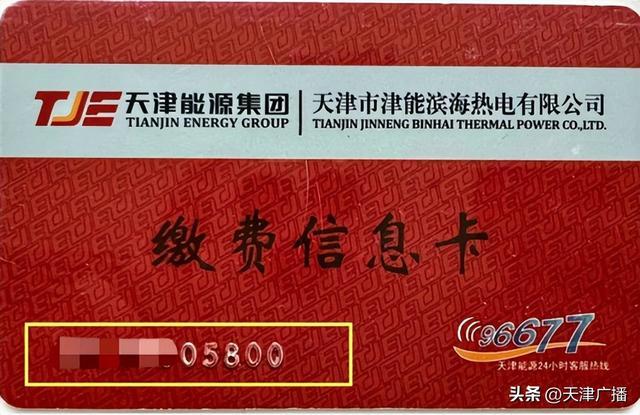 TJE 天津能源集团 天津市津能滨海热电有限公司
TIANJIN ENERGY GROUP TIANJIN JINNENG BINHAI THERMAL POWER CO.,LTD.
缴费信息卡
05800
96677
天津能源24小时客服热线
头条 @天津广播